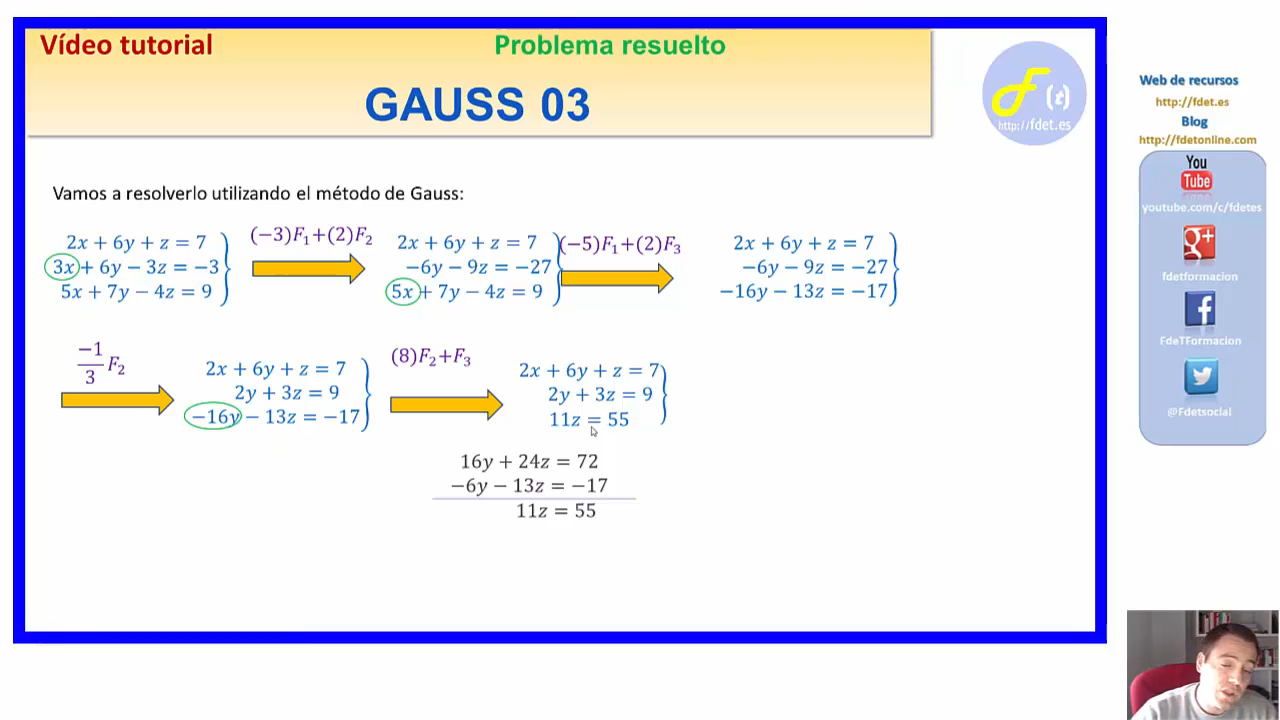 Vídeo tutorial
Problema resuelto
GAUSS 03
F (t)
http://fdet.es
Web de recursos
http://fdet.es
Blog
http://fdetonline.com
You
Tube
youtube.com/c/fdetes
g+
fdetformacion
f
FdeTFormacion
@Fdetsocial
Vamos a resolverlo utilizando el método de Gauss:
2x + 6y + z = 7
3x + 6y − 3z = −3
5x + 7y − 4z = 9
(−3)F₁+(2)F₂
2x + 6y + z = 7
−6y − 9z = −27
5x + 7y − 4z = 9
(−5)F₁+(2)F₃
2x + 6y + z = 7
−6y − 9z = −27
−16y − 13z = −17
−1/3 F₂
2x + 6y + z = 7
2y + 3z = 9
−16y − 13z = −17
(8)F₂+F₃
2x + 6y + z = 7
2y + 3z = 9
11z = 55
16y + 24z = 72
−6y − 13z = −17
11z = 55